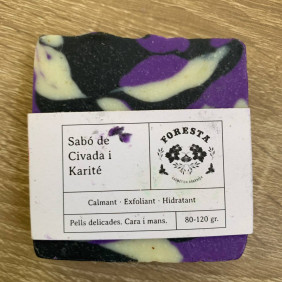 Sabó de
Civada i
Karité
FORESTA
Calmant · Exfoliant · Hidratant
Pells delicades. Cara i mans.
80-120 gr.